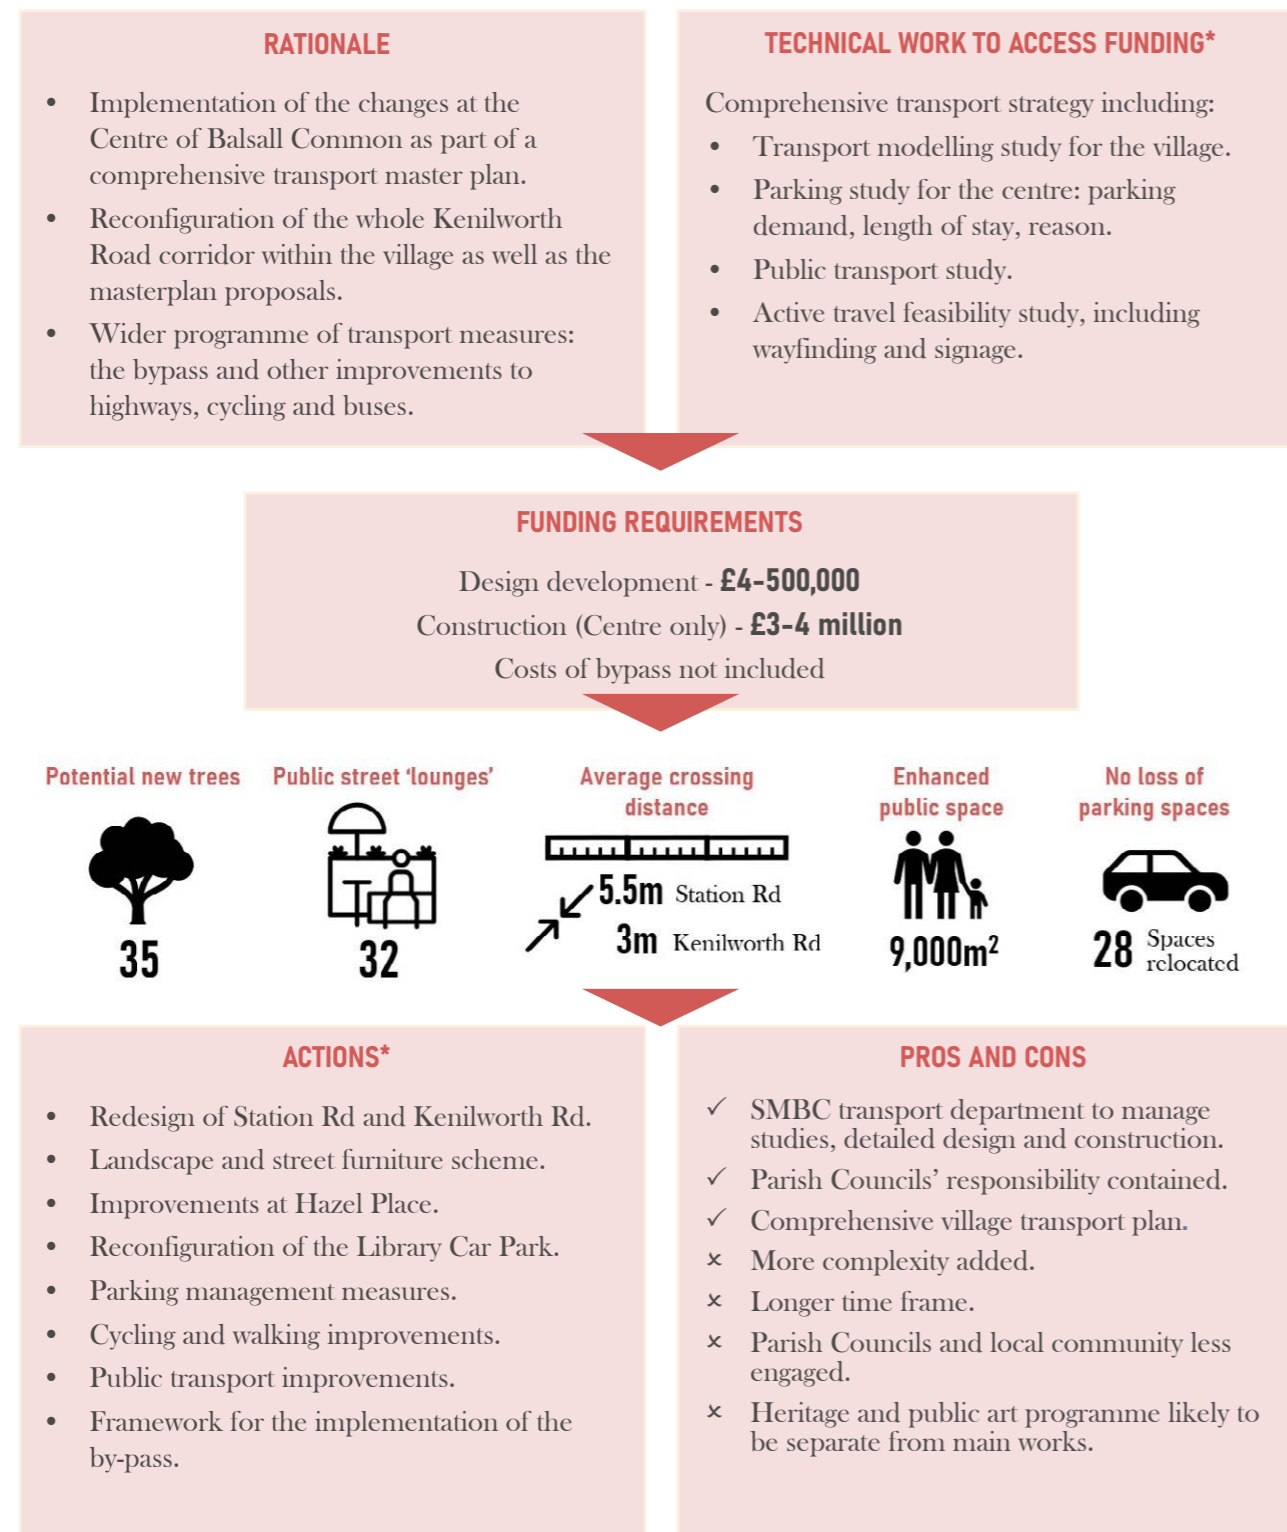 RATIONALE
• Implementation of the changes at the
Centre of Balsall Common as part of a
comprehensive transport master plan.
• Reconfiguration of the whole Kenilworth
Road corridor within the village as well as the
masterplan proposals.
• Wider programme of transport measures:
the bypass and other improvements to
highways, cycling and buses.
TECHNICAL WORK TO ACCESS FUNDING*
Comprehensive transport strategy including:
• Transport modelling study for the village.
• Parking study for the centre: parking
demand, length of stay, reason.
• Public transport study.
• Active travel feasibility study, including
wayfinding and signage.
FUNDING REQUIREMENTS
Design development - £4-500,000
Construction (Centre only) - £3-4 million
Costs of bypass not included
Potential new trees
35
Public street 'lounges'
32
Average crossing
distance
5.5m Station Rd
3m Kenilworth Rd
Enhanced
public space
9,000m²
No loss of
parking spaces
28 Spaces
relocated
ACTIONS*
• Redesign of Station Rd and Kenilworth Rd.
• Landscape and street furniture scheme.
• Improvements at Hazel Place.
• Reconfiguration of the Library Car Park.
• Parking management measures.
• Cycling and walking improvements.
• Public transport improvements.
• Framework for the implementation of the
by-pass.
PROS AND CONS
✓ SMBC transport department to manage
studies, detailed design and construction.
✓ Parish Councils' responsibility contained.
✓ Comprehensive village transport plan.
× More complexity added.
× Longer time frame.
× Parish Councils and local community less
engaged.
× Heritage and public art programme likely to
be separate from main works.